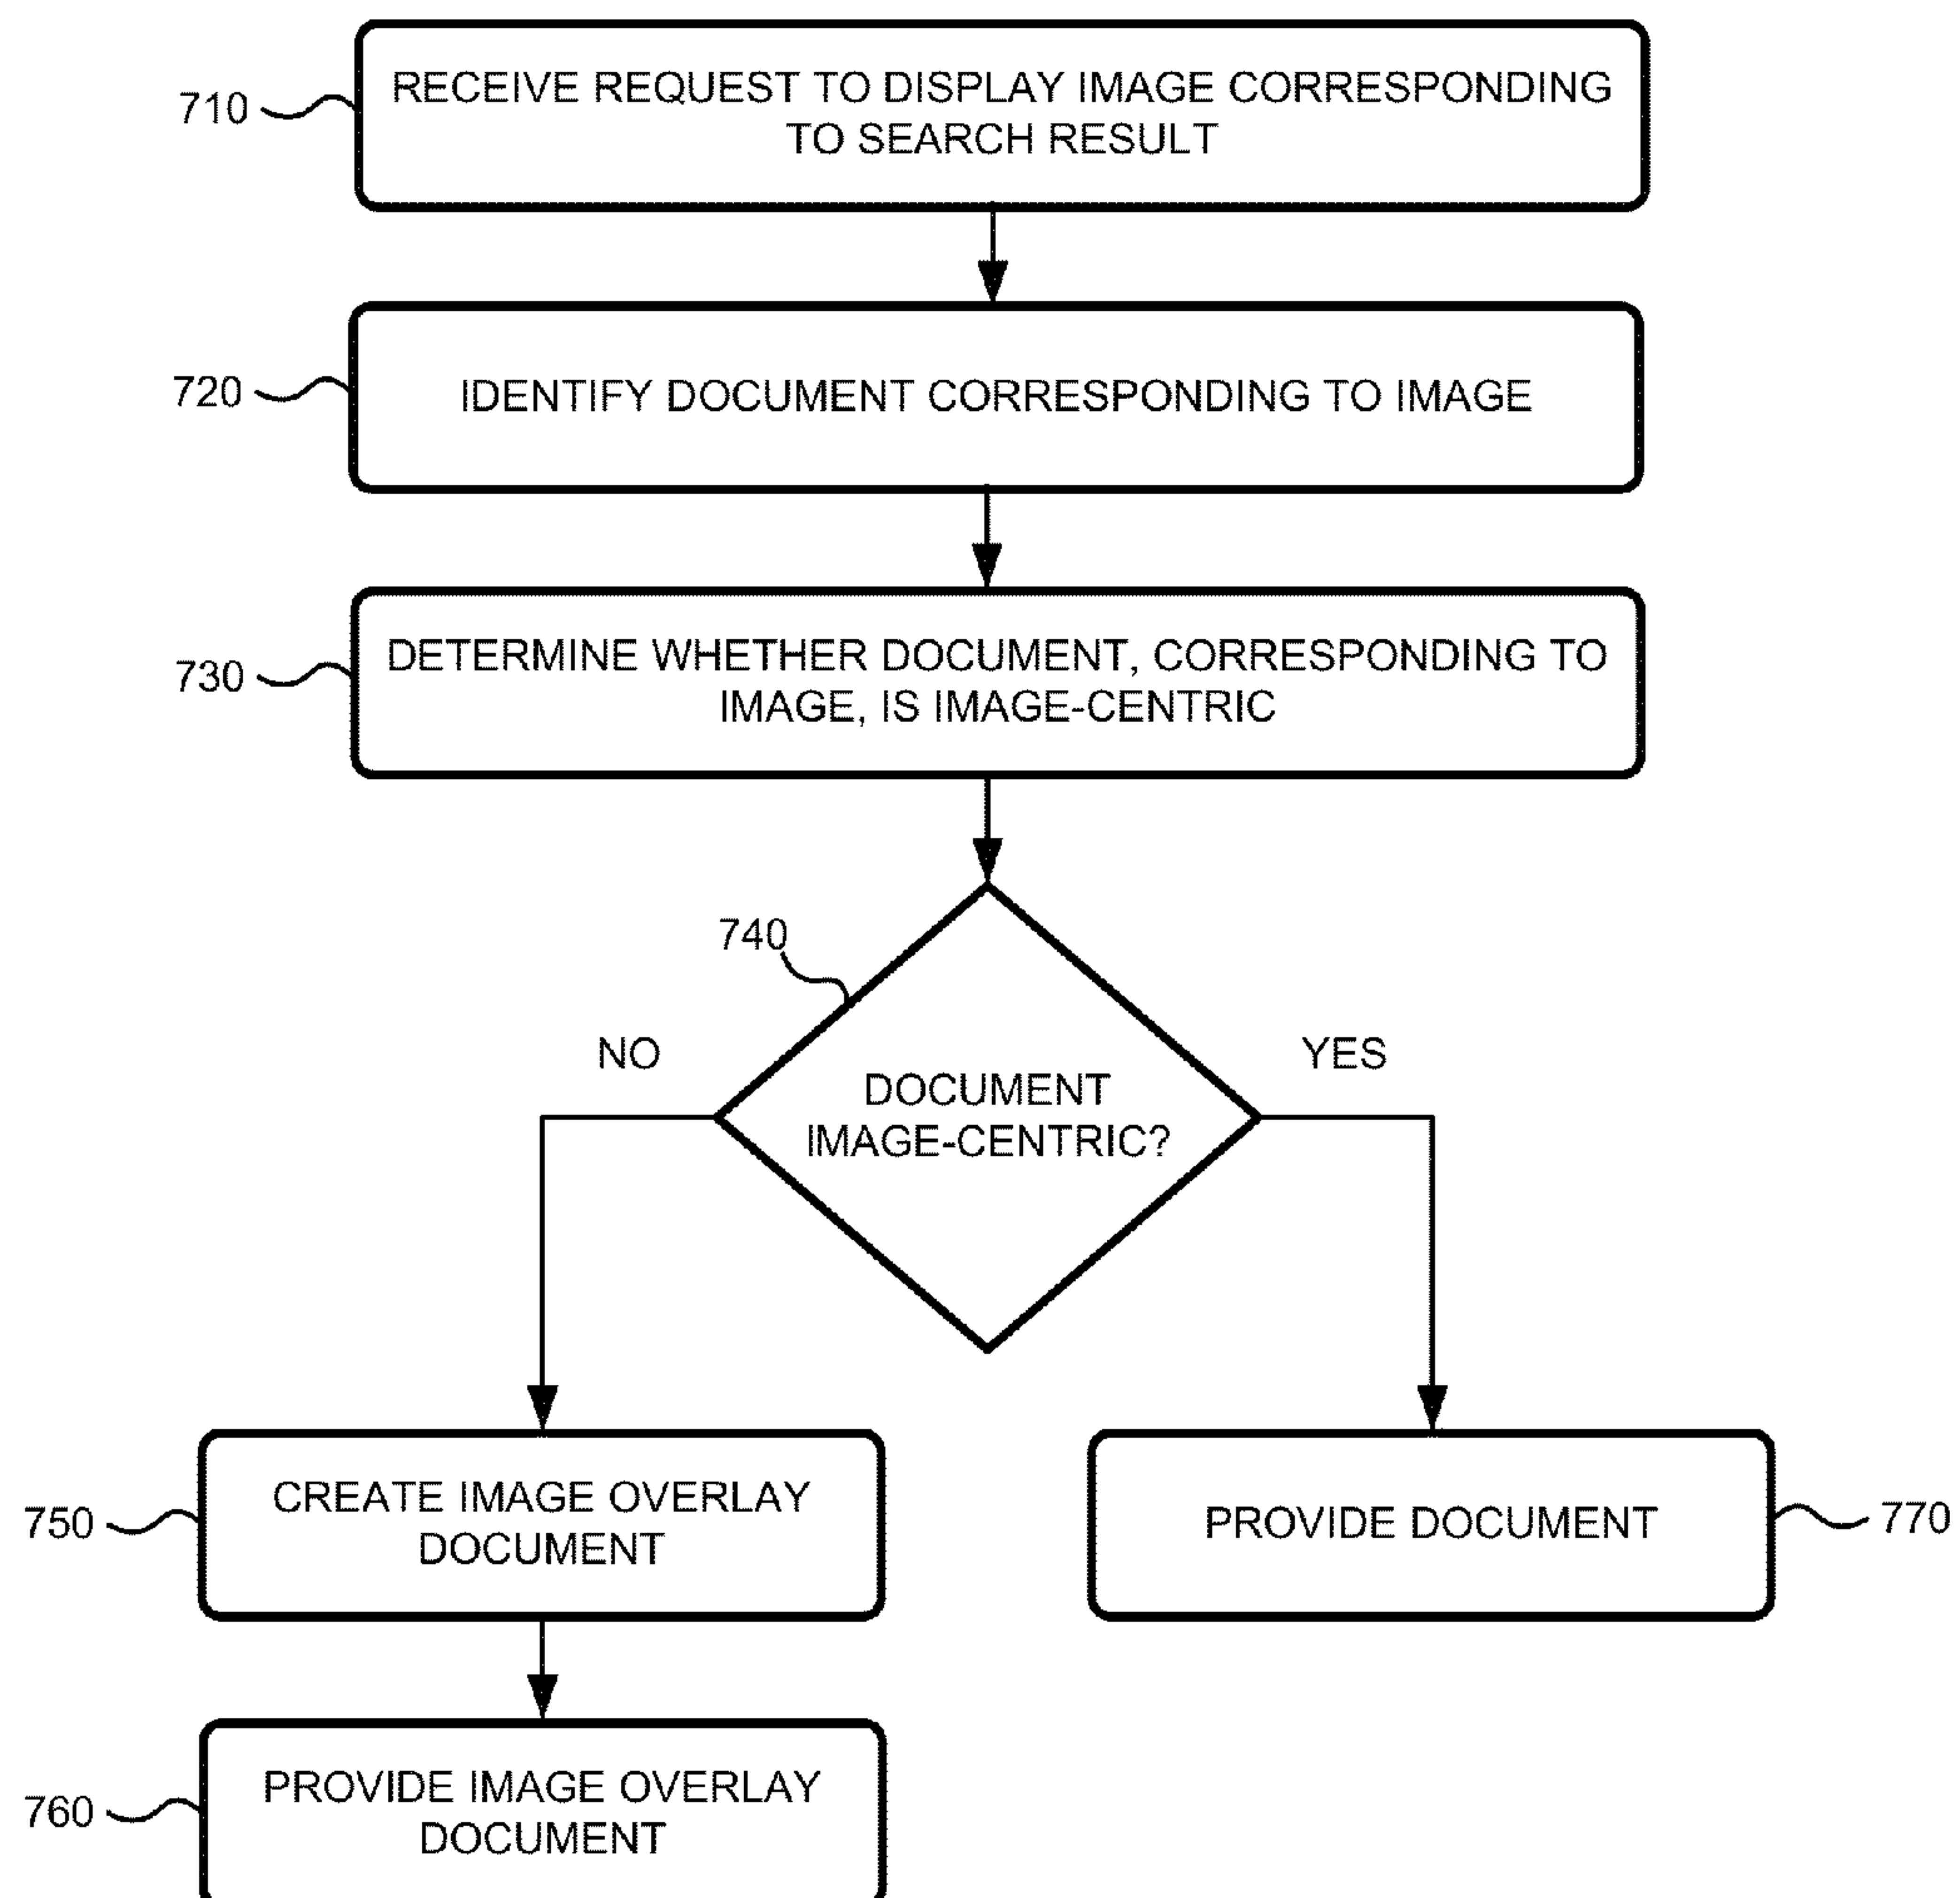 710
RECEIVE REQUEST TO DISPLAY IMAGE CORRESPONDING
TO SEARCH RESULT
720
IDENTIFY DOCUMENT CORRESPONDING TO IMAGE
730
DETERMINE WHETHER DOCUMENT, CORRESPONDING TO
IMAGE, IS IMAGE-CENTRIC
740
NO
YES
DOCUMENT
IMAGE-CENTRIC?
750
CREATE IMAGE OVERLAY
DOCUMENT
PROVIDE DOCUMENT
770
760
PROVIDE IMAGE OVERLAY
DOCUMENT